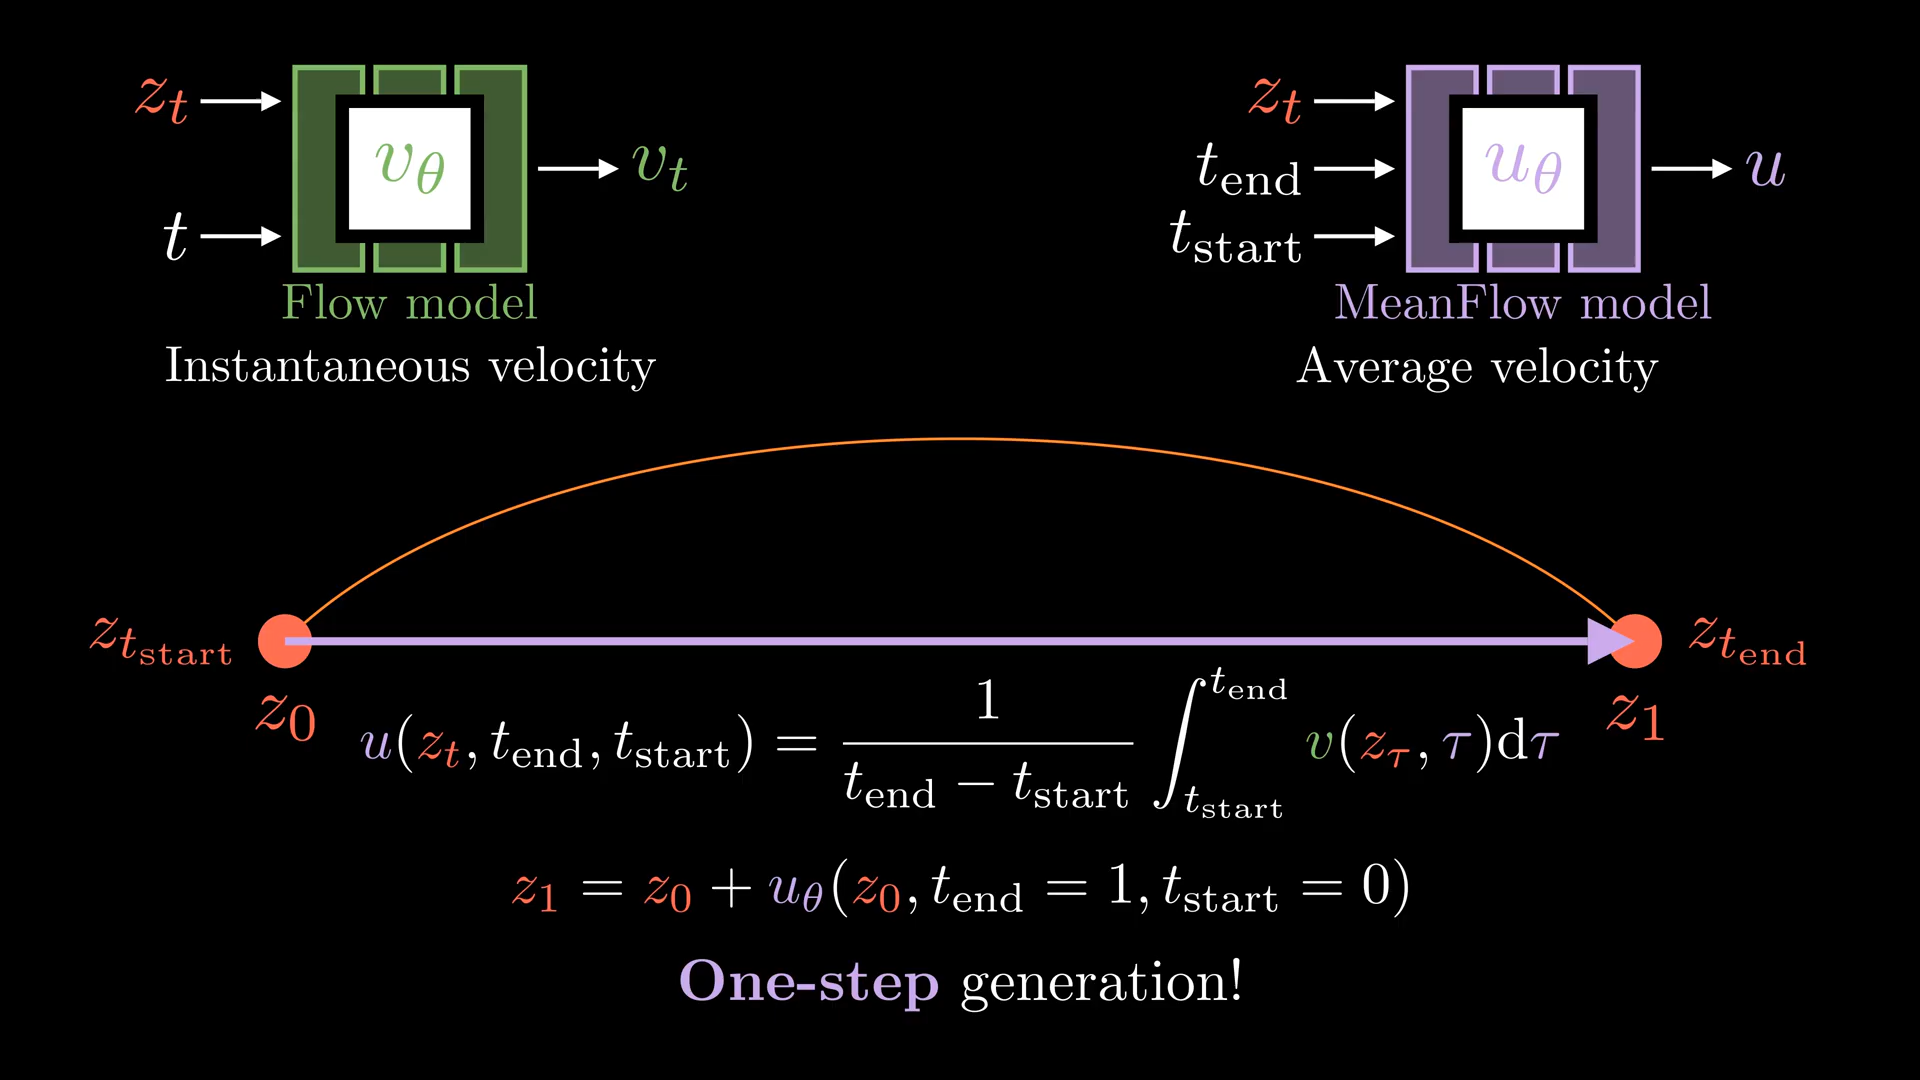 z_t
v_θ
v_t
t
Flow model
Instantaneous velocity
z_t
t_end
t_start
u_θ
u
MeanFlow model
Average velocity
z_{t_start}
z_{t_end}
z_0
z_1
u(z_t, t_end, t_start) = \frac{1}{t_end − t_start} ∫_{t_start}^{t_end} v(z_τ, τ)dτ
z_1 = z_0 + u_θ(z_0, t_end = 1, t_start = 0)
One-step generation!